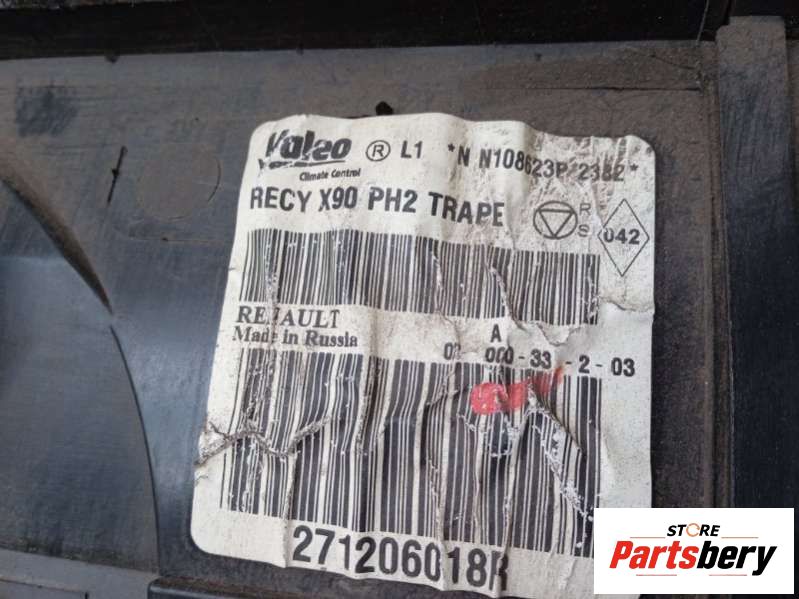 Valeo ® L1 *N N108623P 2382*
Climate Control
RECY X90 PH2 TRAPE
R
S
042
RENAULT
Made in Russia
A
-33-2-03
271206018R
STORE
Partsbery